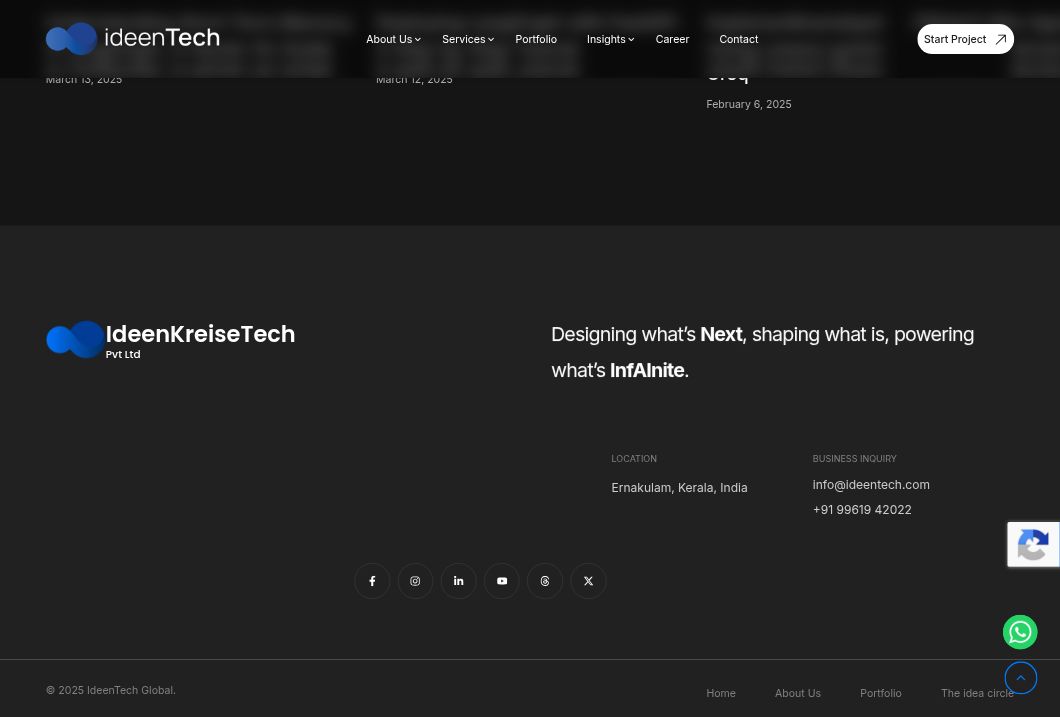 ideenTech
About Us
Services
Portfolio
Insights
Career
Contact
Start Project
March 13, 2025
March 12, 2025
February 6, 2025
IdeenKreiseTech
Pvt Ltd
Designing what’s Next, shaping what is, powering
what’s InfAInite.
LOCATION
Ernakulam, Kerala, India
BUSINESS INQUIRY
info@ideentech.com
+91 99619 42022
© 2025 IdeenTech Global.
Home
About Us
Portfolio
The idea circle